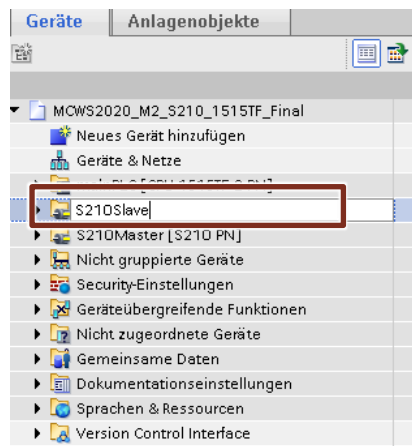 Geräte
Anlagenobjekte
MCWS2020_M2_S210_1515TF_Final
Neues Gerät hinzufügen
Geräte & Netze
S210Slave
S210Master [S210 PN]
Nicht gruppierte Geräte
Security-Einstellungen
Geräteübergreifende Funktionen
Nicht zugeordnete Geräte
Gemeinsame Daten
Dokumentationseinstellungen
Sprachen & Ressourcen
Version Control Interface